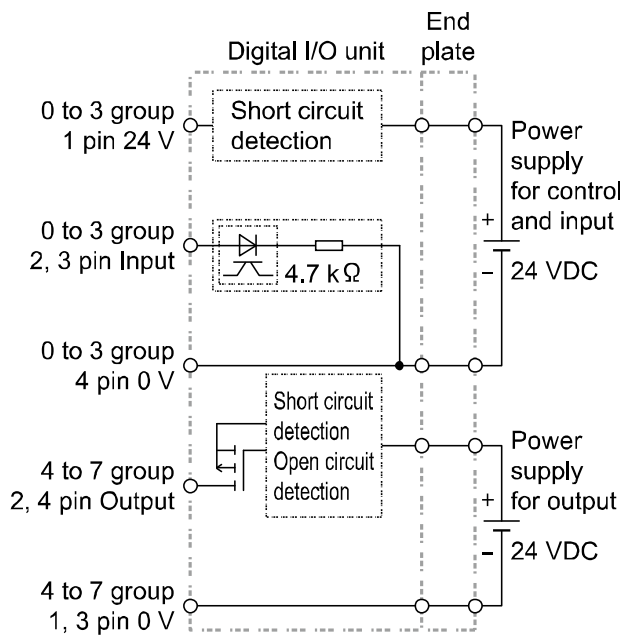 Digital I/O unit
End
plate
0 to 3 group
1 pin 24 V
Short circuit
detection
Power
supply
for control
and input
+
−
24 VDC
0 to 3 group
2, 3 pin Input
4.7 kΩ
0 to 3 group
4 pin 0 V
Short circuit
detection
Open circuit
detection
4 to 7 group
2, 4 pin Output
Power
supply
for output
+
−
24 VDC
4 to 7 group
1, 3 pin 0 V